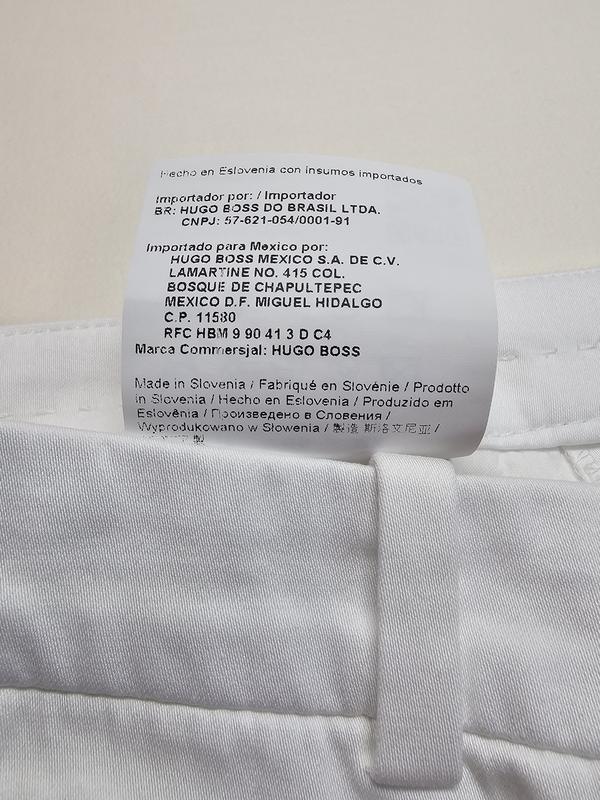 Hecho en Eslovenia con insumos importados
Importador por: / Importador
BR: HUGO BOSS DO BRASIL LTDA.
CNPJ: 57-621-054/0001-91
Importado para Mexico por:
HUGO BOSS MEXICO S.A. DE C.V.
LAMARTINE NO. 415 COL.
BOSQUE DE CHAPULTEPEC
MEXICO D.F. MIGUEL HIDALGO
C.P. 11580
RFC HBM 9 90 41 3 D C4
Marca Commersjal: HUGO BOSS
Made in Slovenia / Fabriqué en Slovénie / Prodotto
in Slovenia / Hecho en Eslovenia / Produzido em
Eslovênia / Произведено в Словения /
Wyprodukowano w Słowenia / 製造 斯洛文尼亚 /
製